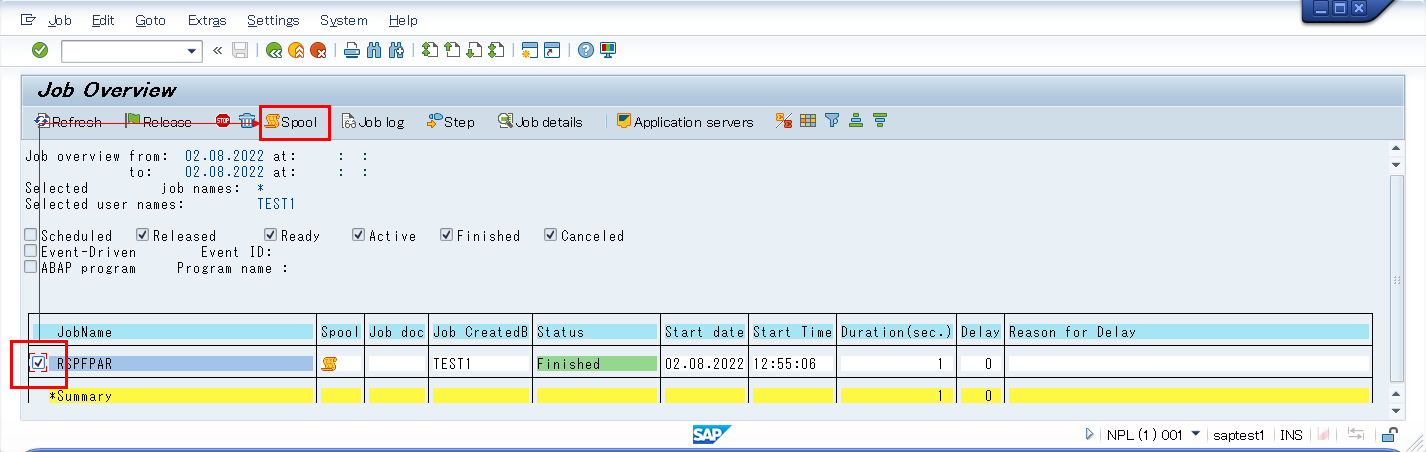 Job Edit Goto Extras Settings System Help
Job Overview
Refresh Release STOP Spool Job log Step Job details Application servers
Job overview from: 02.08.2022 at: : :
to: 02.08.2022 at: : :
Selected job names: *
Selected user names: TEST1
Scheduled Released Ready Active Finished Canceled
Event-Driven Event ID:
ABAP program Program name :
JobName Spool Job doc Job CreatedB Status Start date Start Time Duration(sec.) Delay Reason for Delay
RSPFPAR TEST1 Finished 02.08.2022 12:55:06 1 0
*Summary 1 0
SAP NPL (1) 001 saptest1 INS